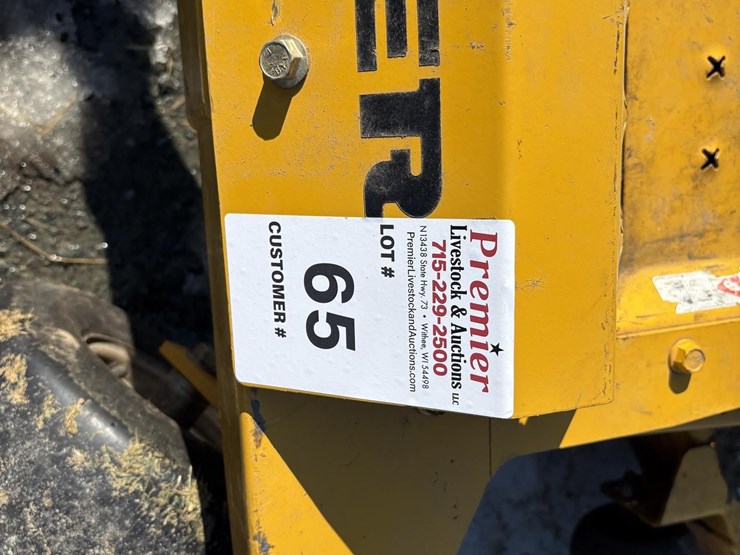 ER
Premier
Livestock & Auctions LLC
715-229-2500
N13438 State Hwy. 73 • Withee, WI 54498
PremierLivestockandAuctions.com
LOT #
65
CUSTOMER #